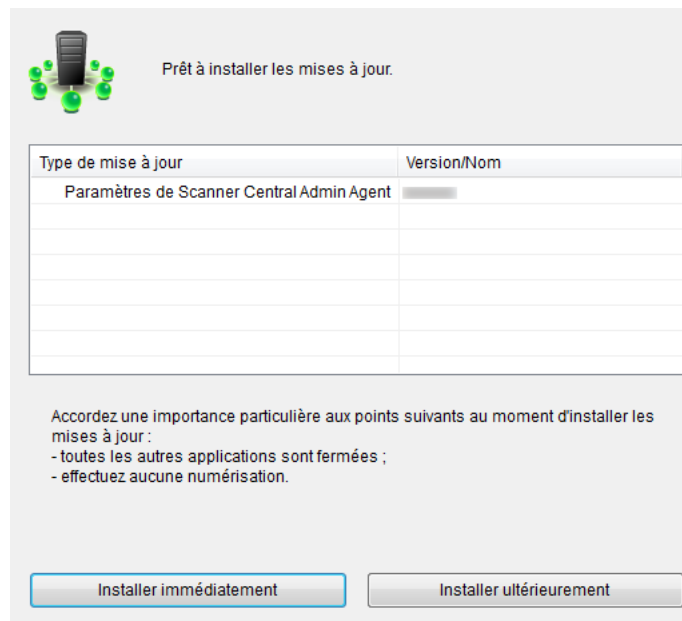 Prêt à installer les mises à jour.
Type de mise à jour Version/Nom
Paramètres de Scanner Central Admin Agent
Accordez une importance particulière aux points suivants au moment d'installer les
mises à jour :
- toutes les autres applications sont fermées ;
- effectuez aucune numérisation.
Installer immédiatement Installer ultérieurement